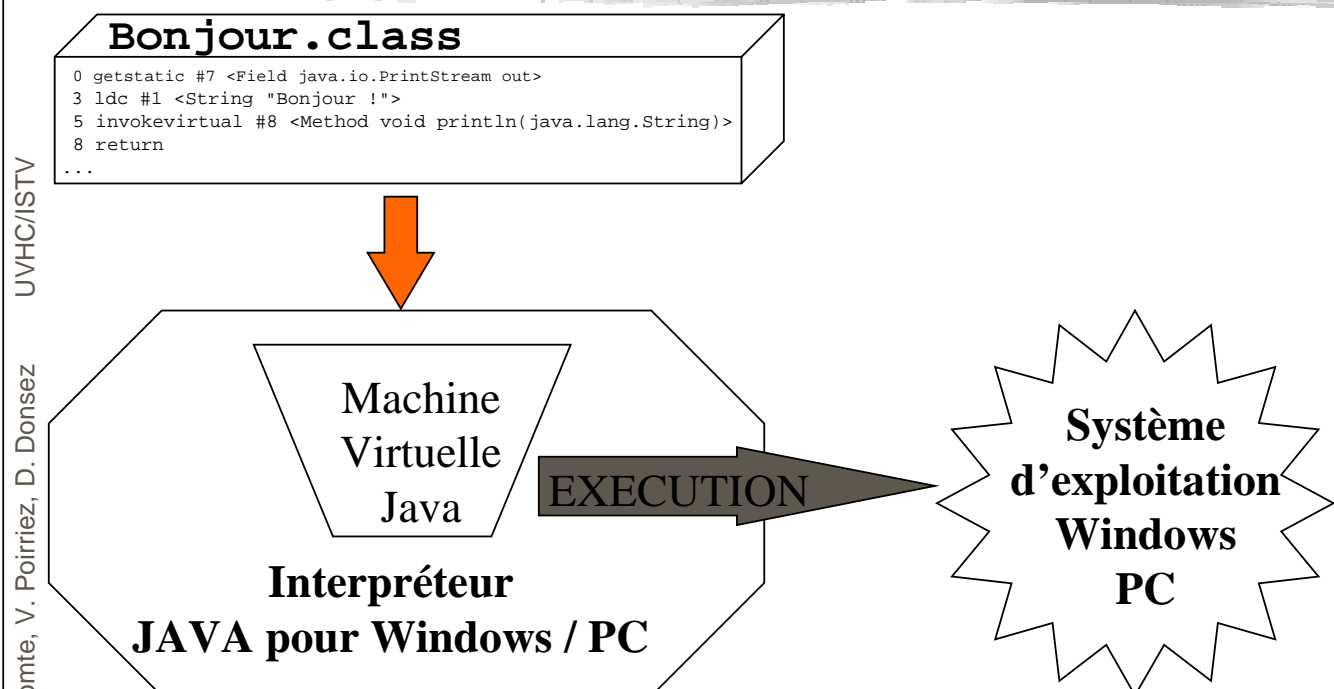 Bonjour.class
0 getstatic #7 <Field java.io.PrintStream out>
3 ldc #1 <String "Bonjour !">
5 invokevirtual #8 <Method void println(java.lang.String)>
8 return
...
Machine
Virtuelle
Java
EXECUTION
Interpréteur
JAVA pour Windows / PC
Système
d’exploitation
Windows
PC
V. Poirriez, D. Donsez UVHC/ISTV